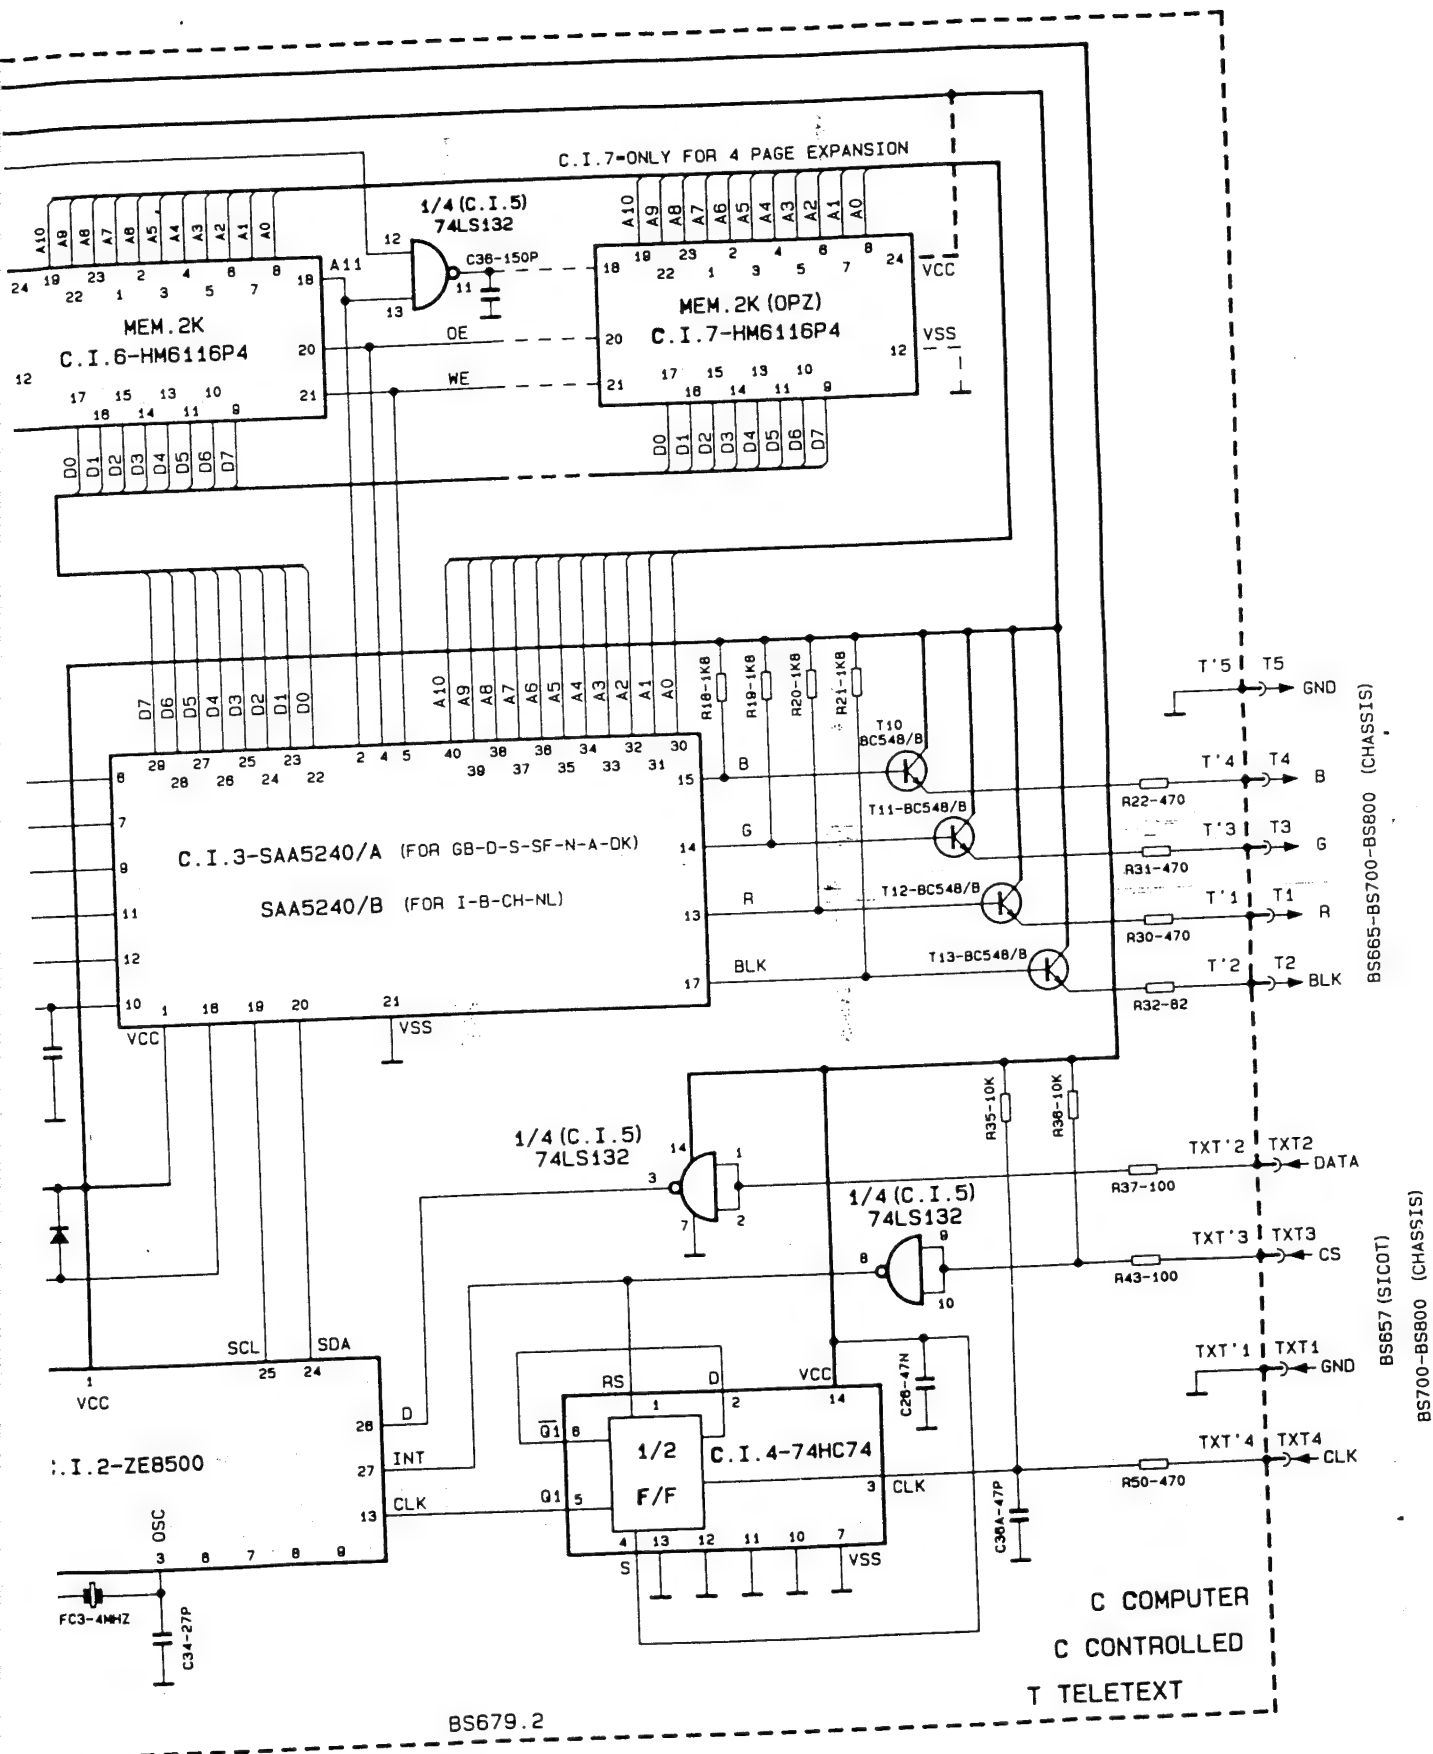 C.I.7=ONLY FOR 4 PAGE EXPANSION
A10 A9 A8 A7 A6 A5 A4 A3 A2 A1 A0
1/4 (C.I.5)
74LS132
A10 A9 A8 A7 A6 A5 A4 A3 A2 A1 A0
24 19 22 23 1 2 3 4 5 6 7 8 18
A11
12
13
11
C36-150P
18 19 22 23 1 2 3 4 5 6 7 8 24
VCC
MEM.2K
C.I.6-HM6116P4
MEM.2K (OPZ)
C.I.7-HM6116P4
VSS
12
20
OE
20
12
21
WE
21
17 16 15 14 13 11 10 9
17 16 15 14 13 11 10 9
D0 D1 D2 D3 D4 D5 D6 D7
D0 D1 D2 D3 D4 D5 D6 D7
D7 D6 D5 D4 D3 D2 D1 D0
A10 A9 A8 A7 A6 A5 A4 A3 A2 A1 A0
R18-1K8
R19-1K8
R20-1K8
R21-1K8
29 28 27 26 25 24 23 22 2 4 5 40 39 38 37 36 35 34 33 32 31 30
T'5 T5
GND
T10
BC548/B
6
15
B
T'4 T4
B
R22-470
7
T11-BC548/B
G
14
T'3 T3
G
R31-470
C.I.3-SAA5240/A (FOR GB-D-S-SF-N-A-DK)
SAA5240/B (FOR I-B-CH-NL)
9
T12-BC548/B
R
13
T'1 T1
R
R30-470
11
12
T13-BC548/B
BLK
17
T'2 T2
BLK
R32-82
10
1 18 19 20 21
VCC
VSS
BS665-BS700-BS800 (CHASSIS)
R35-10K
R36-10K
1/4 (C.I.5)
74LS132
14
1
3
7
2
TXT'2 TXT2
DATA
R37-100
1/4 (C.I.5)
74LS132
9
8
10
TXT'3 TXT3
CS
R43-100
BS657 (SICOT)
BS700-BS800 (CHASSIS)
SCL
SDA
1 25 24
VCC
TXT'1 TXT1
GND
RS
D
VCC
1 2 14
C26-47N
26
D
Q1 6
1/2
F/F
C.I.4-74HC74
.I.2-ZE8500
27
INT
TXT'4 TXT4
CLK
R50-470
3
CLK
13
CLK
Q1 5
C36A-47P
OSC
3 6 7 8 9
4 13 12 11 10 7
S
VSS
FC3-4MHZ
C34-27P
C COMPUTER
C CONTROLLED
T TELETEXT
BS679.2